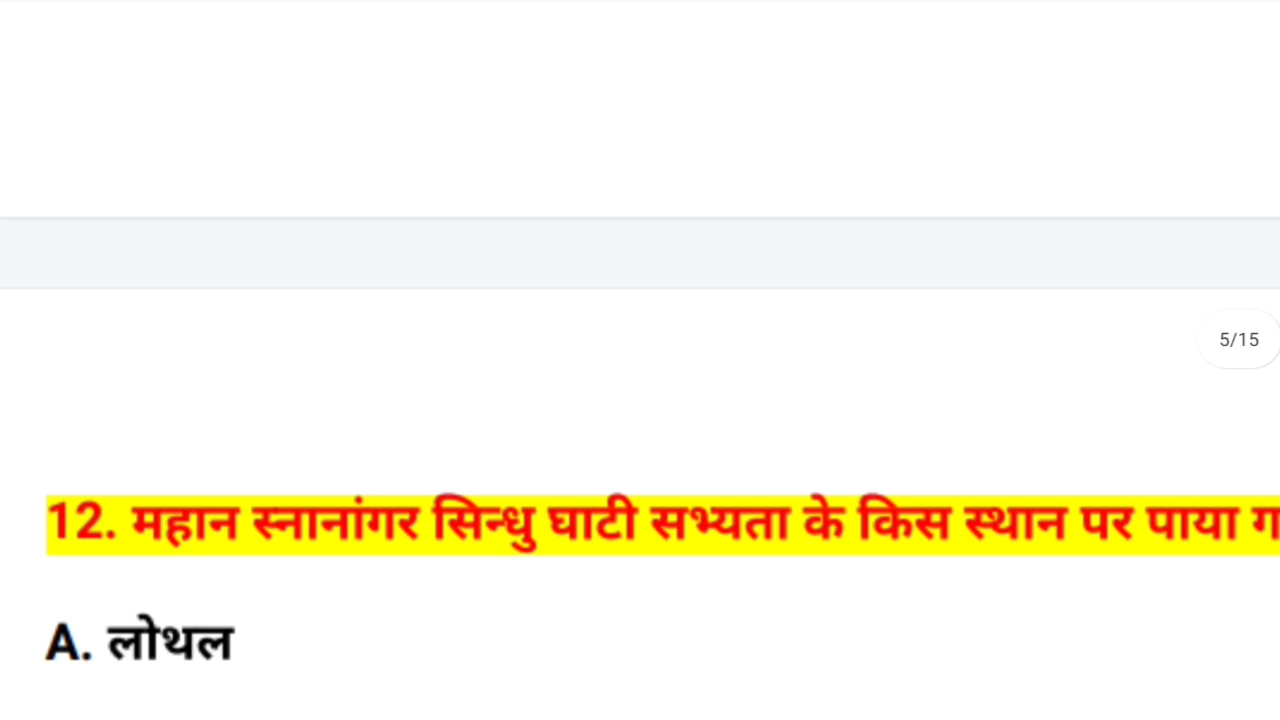 5/15
12. महान स्नानांगर सिन्धु घाटी सभ्यता के किस स्थान पर पाया ग
A. लोथल